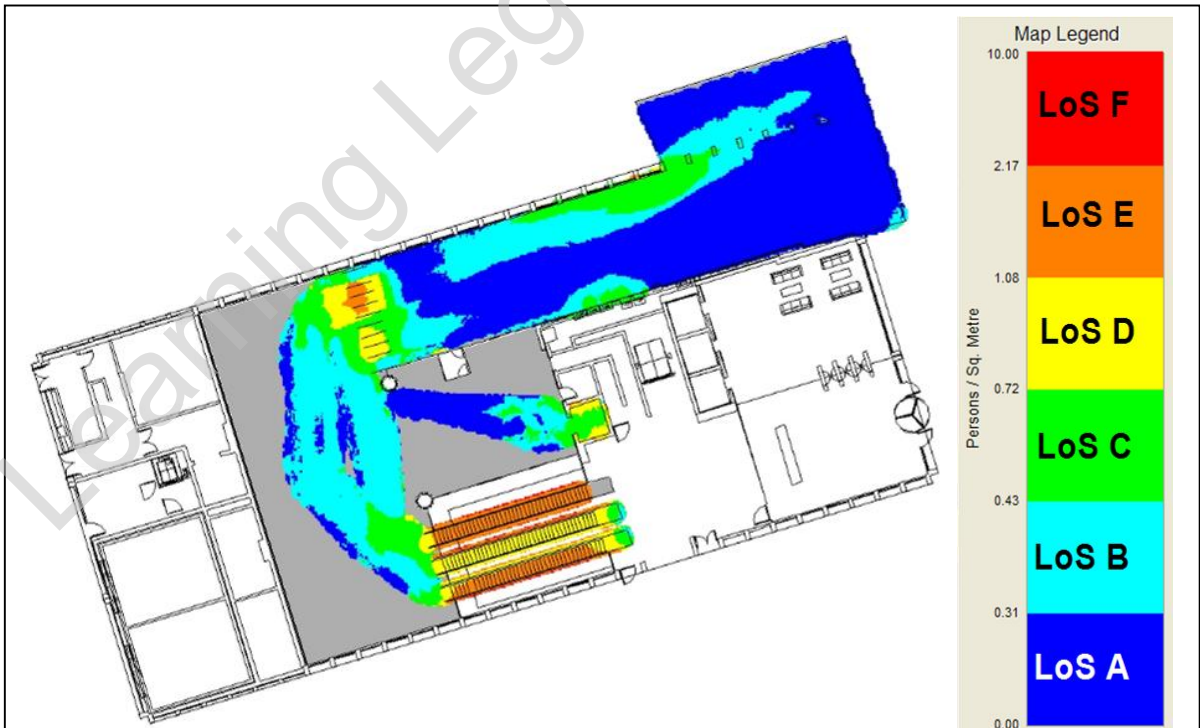 Learning Leg
Map Legend
Persons / Sq. Metre
10.00
LoS F
2.17
LoS E
1.08
LoS D
0.72
LoS C
0.43
LoS B
0.31
LoS A
0.00